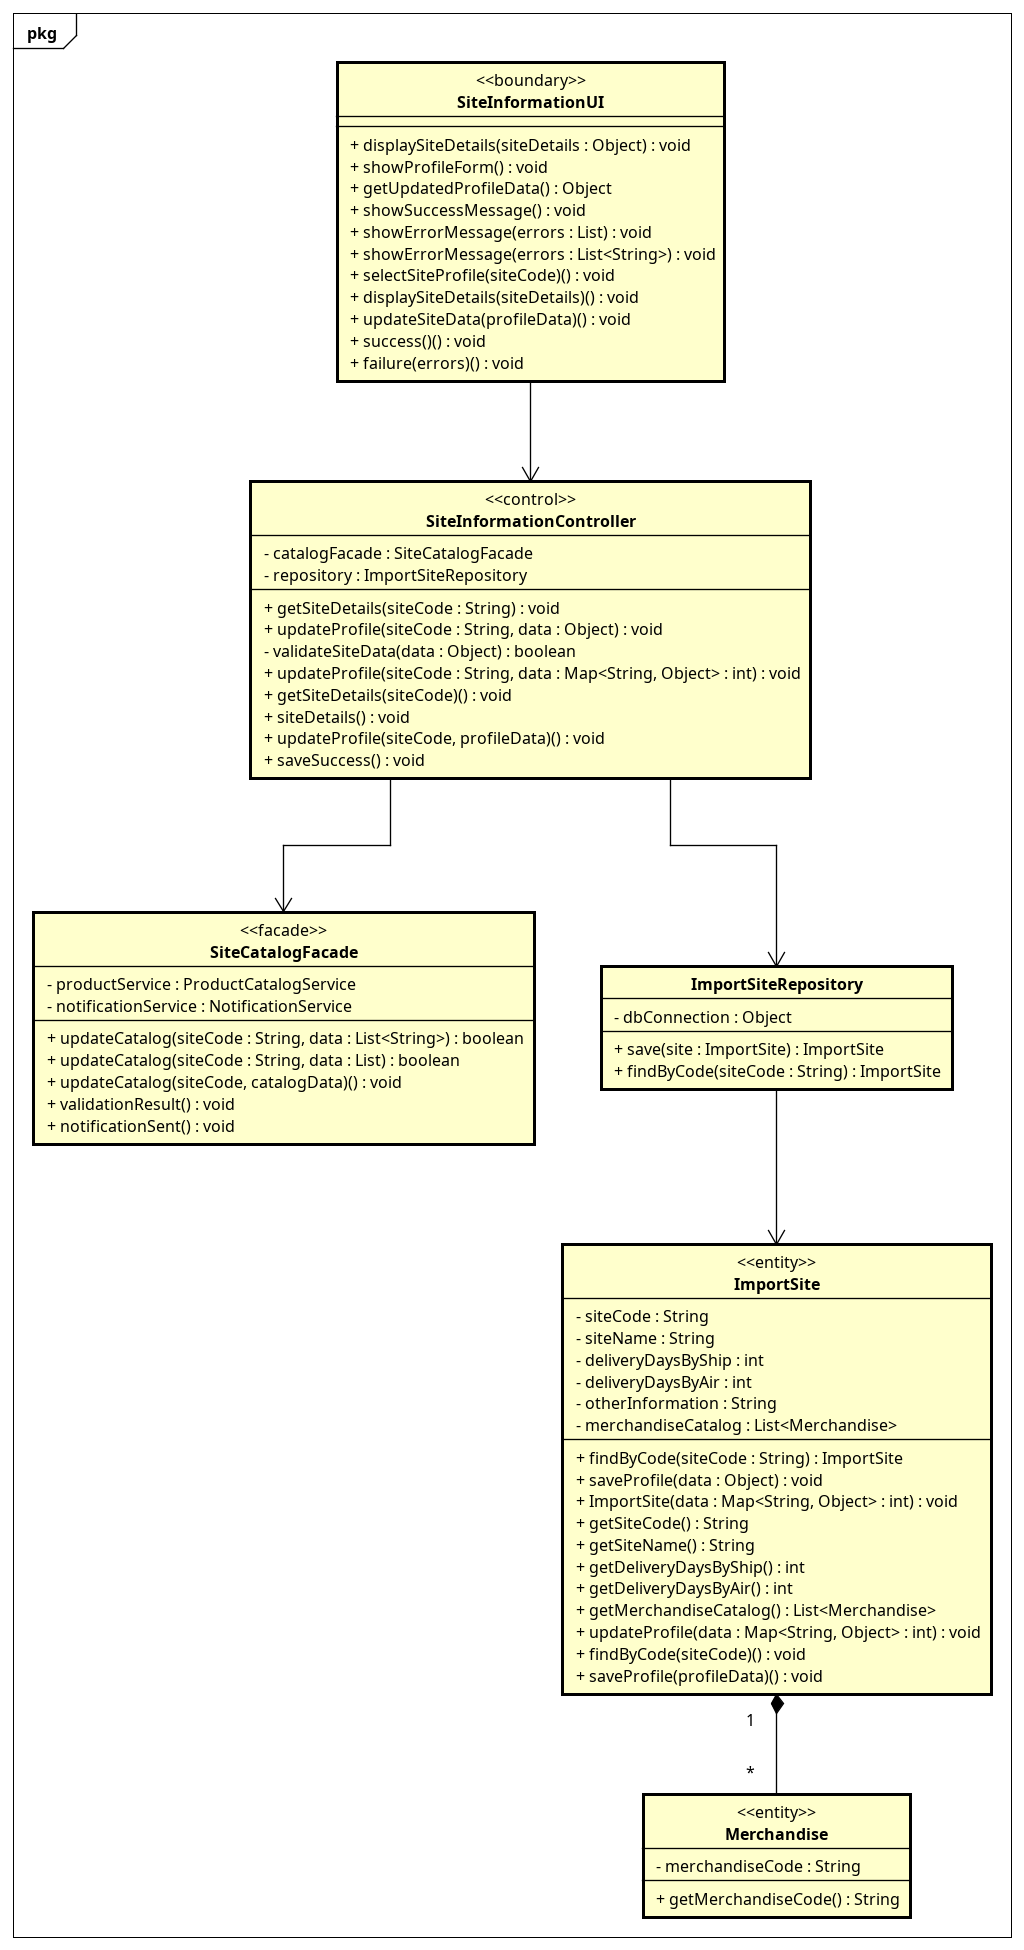 pkg
<<boundary>>
SiteInformationUI
+ displaySiteDetails(siteDetails : Object) : void
+ showProfileForm() : void
+ getUpdatedProfileData() : Object
+ showSuccessMessage() : void
+ showErrorMessage(errors : List) : void
+ showErrorMessage(errors : List<String>) : void
+ selectSiteProfile(siteCode)() : void
+ displaySiteDetails(siteDetails)() : void
+ updateSiteData(profileData)() : void
+ success()() : void
+ failure(errors)() : void
<<control>>
SiteInformationController
- catalogFacade : SiteCatalogFacade
- repository : ImportSiteRepository
+ getSiteDetails(siteCode : String) : void
+ updateProfile(siteCode : String, data : Object) : void
- validateSiteData(data : Object) : boolean
+ updateProfile(siteCode : String, data : Map<String, Object> : int) : void
+ getSiteDetails(siteCode)() : void
+ siteDetails() : void
+ updateProfile(siteCode, profileData)() : void
+ saveSuccess() : void
<<facade>>
SiteCatalogFacade
- productService : ProductCatalogService
- notificationService : NotificationService
+ updateCatalog(siteCode : String, data : List<String>) : boolean
+ updateCatalog(siteCode : String, data : List) : boolean
+ updateCatalog(siteCode, catalogData)() : void
+ validationResult() : void
+ notificationSent() : void
ImportSiteRepository
- dbConnection : Object
+ save(site : ImportSite) : ImportSite
+ findByCode(siteCode : String) : ImportSite
<<entity>>
ImportSite
- siteCode : String
- siteName : String
- deliveryDaysByShip : int
- deliveryDaysByAir : int
- otherInformation : String
- merchandiseCatalog : List<Merchandise>
+ findByCode(siteCode : String) : ImportSite
+ saveProfile(data : Object) : void
+ ImportSite(data : Map<String, Object> : int) : void
+ getSiteCode() : String
+ getSiteName() : String
+ getDeliveryDaysByShip() : int
+ getDeliveryDaysByAir() : int
+ getMerchandiseCatalog() : List<Merchandise>
+ updateProfile(data : Map<String, Object> : int) : void
+ findByCode(siteCode)() : void
+ saveProfile(profileData)() : void
1
*
<<entity>>
Merchandise
- merchandiseCode : String
+ getMerchandiseCode() : String